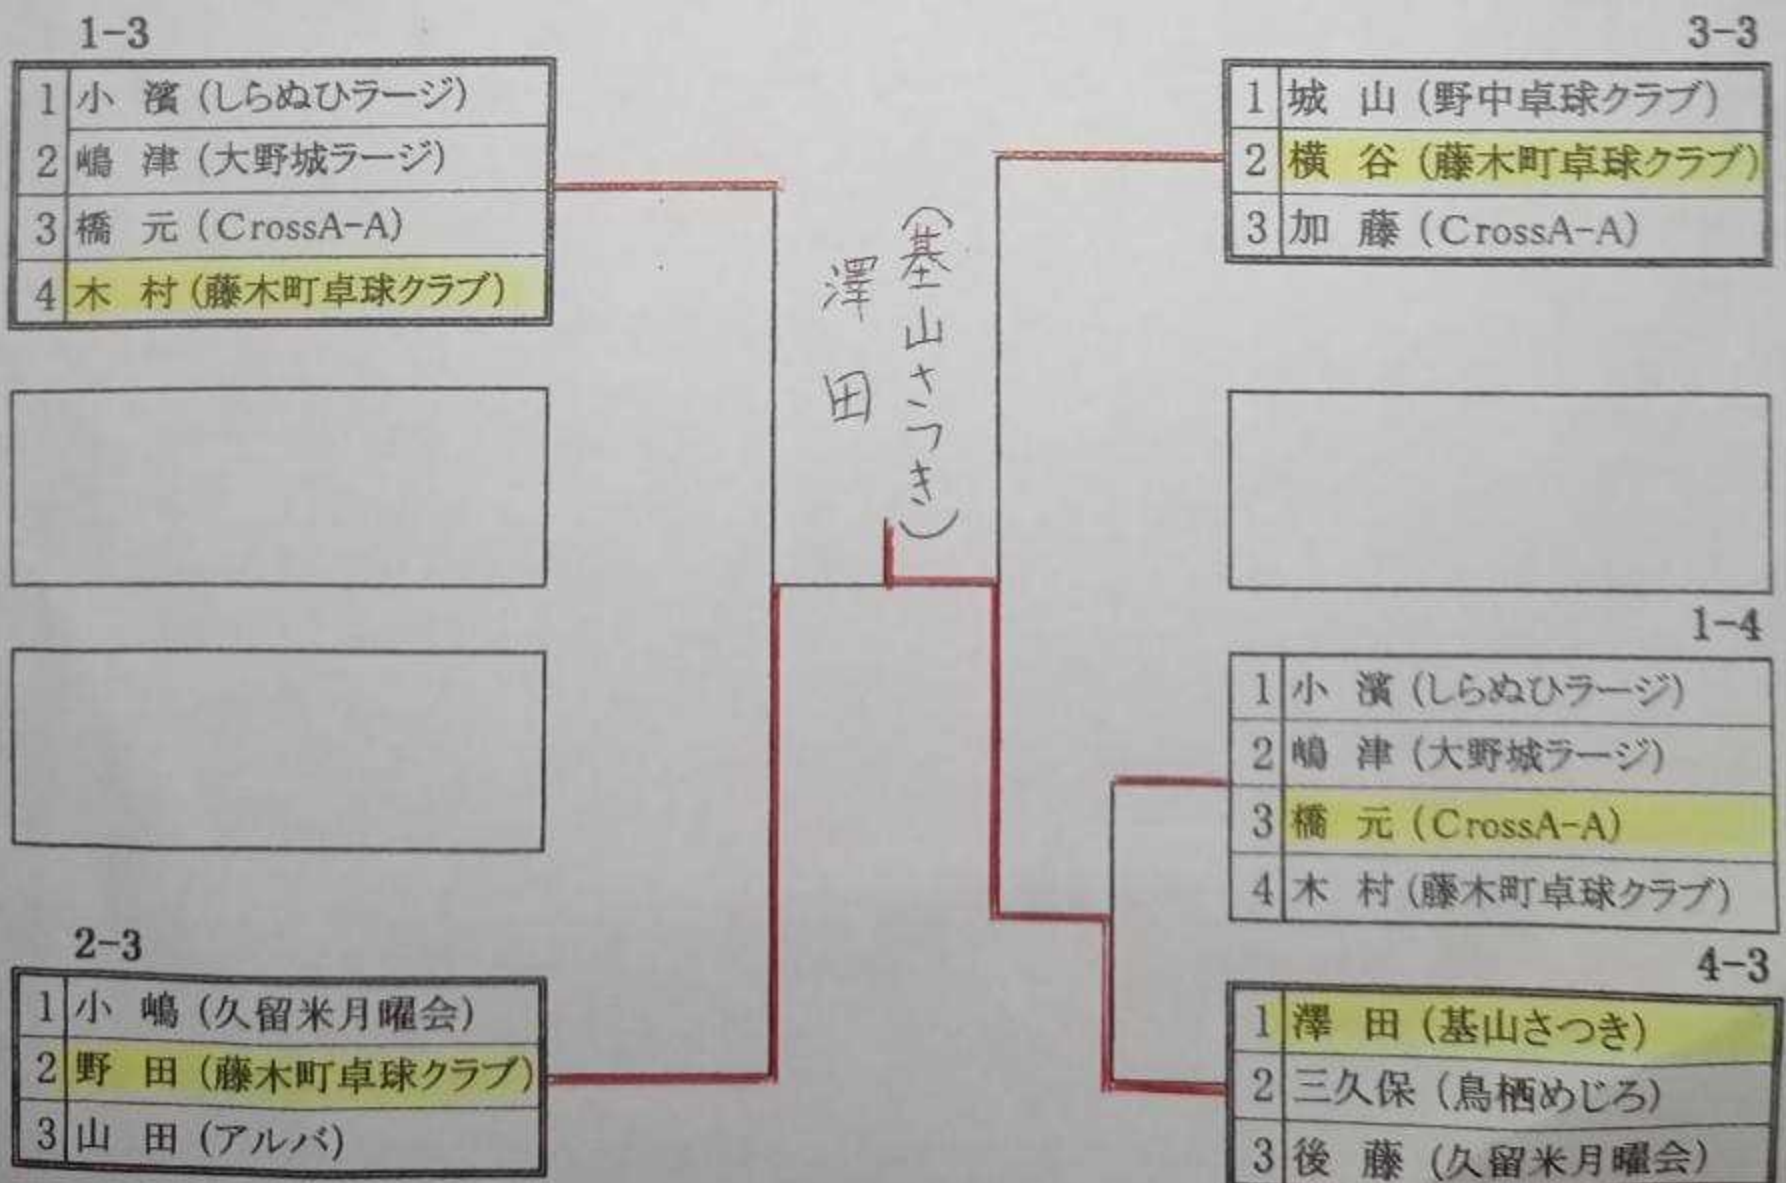 1-3
1 小 濱 (しらぬひラージ)
2 嶋 津 (大野城ラージ)
3 橋 元 (CrossA-A)
4 木 村 (藤木町卓球クラブ)
2-3
1 小 嶋 (久留米月曜会)
2 野 田 (藤木町卓球クラブ)
3 山 田 (アルバ)
(基山さつき)
澤田
3-3
1 城 山 (野中卓球クラブ)
2 横 谷 (藤木町卓球クラブ)
3 加 藤 (CrossA-A)
1-4
1 小 濱 (しらぬひラージ)
2 嶋 津 (大野城ラージ)
3 橋 元 (CrossA-A)
4 木 村 (藤木町卓球クラブ)
4-3
1 澤 田 (基山さつき)
2 三久保 (鳥栖めじろ)
3 後 藤 (久留米月曜会)